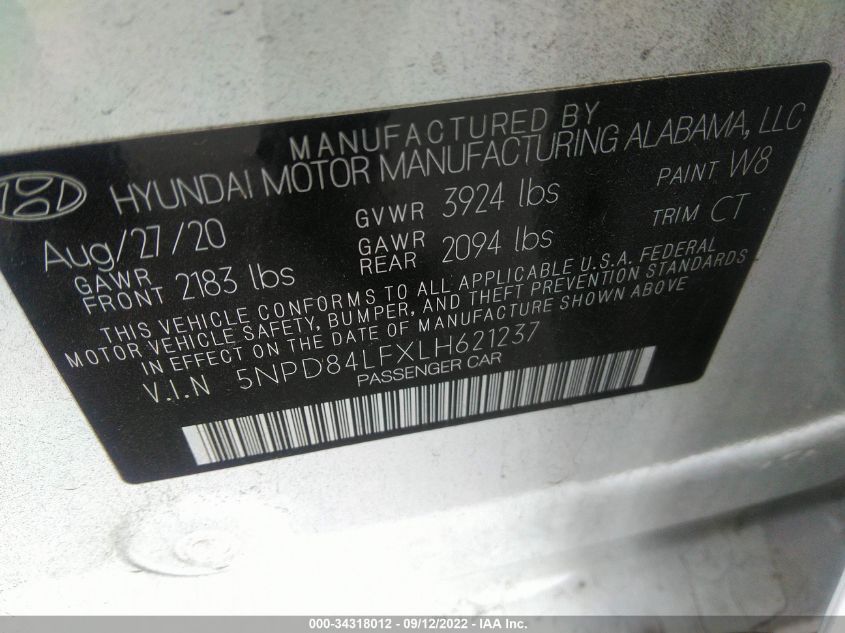 MANUFACTURED BY
HYUNDAI MOTOR MANUFACTURING ALABAMA, LLC
Aug/27/20 GVWR 3924 lbs PAINT W8
GAWR FRONT 2183 lbs GAWR REAR 2094 lbs TRIM CT
THIS VEHICLE CONFORMS TO ALL APPLICABLE U.S.A. FEDERAL
MOTOR VEHICLE SAFETY, BUMPER, AND THEFT PREVENTION STANDARDS
IN EFFECT ON THE DATE OF MANUFACTURE SHOWN ABOVE
V.I.N 5NPD84LFXLH621237
PASSENGER CAR
000-34318012 - 09/12/2022 - IAA Inc.